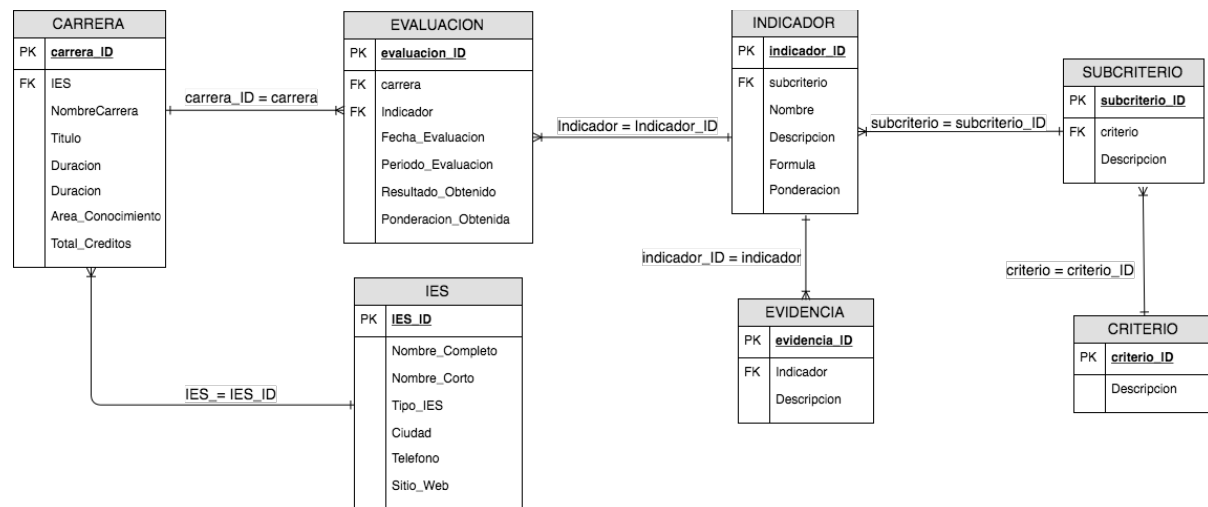 CARRERA
PK carrera_ID
FK IES
NombreCarrera
Titulo
Duracion
Duracion
Area_Conocimiento
Total_Creditos
carrera_ID = carrera
EVALUACION
PK evaluacion_ID
FK carrera
FK Indicador
Fecha_Evaluacion
Periodo_Evaluacion
Resultado_Obtenido
Ponderacion_Obtenida
Indicador = Indicador_ID
INDICADOR
PK indicador_ID
FK subcriterio
Nombre
Descripcion
Formula
Ponderacion
subcriterio = subcriterio_ID
SUBCRITERIO
PK subcriterio_ID
FK criterio
Descripcion
IES_= IES_ID
IES
PK IES_ID
Nombre_Completo
Nombre_Corto
Tipo_IES
Ciudad
Telefono
Sitio_Web
indicador_ID = indicador
EVIDENCIA
PK evidencia_ID
FK Indicador
Descripcion
criterio = criterio_ID
CRITERIO
PK criterio_ID
Descripcion